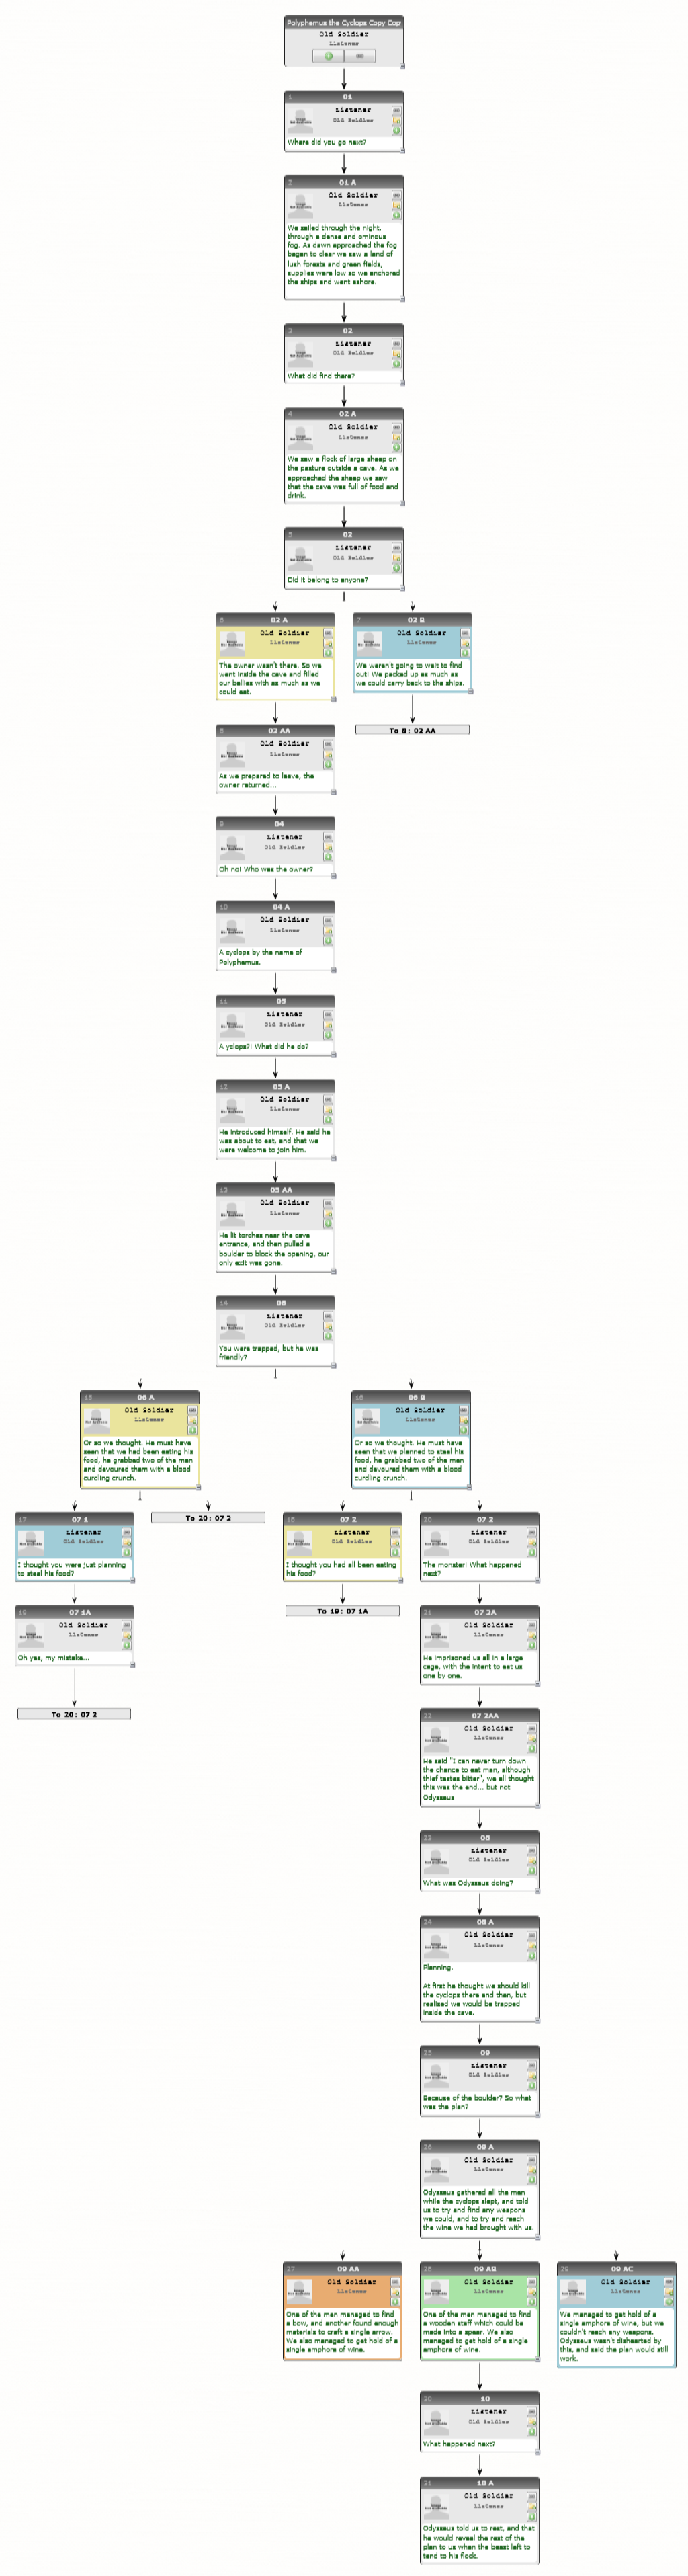 Polyphemus the Cyclops Copy Cop
Old Soldier
Listener
1 01
Listener
Old Soldier
Where did you go next?
2 01 A
Old Soldier
Listener
We sailed through the night,
through a dense and ominous
fog. As dawn approached the fog
began to clear we saw a land of
lush forests and green fields,
supplies were low so we anchored
the ships and went ashore.
3 02
Listener
Old Soldier
What did find there?
4 02 A
Old Soldier
Listener
We saw a flock of large sheep on
the pasture outside a cave. As we
approached the sheep we saw
that the cave was full of food and
drink.
5 02
Listener
Old Soldier
Did it belong to anyone?
6 02 A
Old Soldier
Listener
The owner wasn't there. So we
went inside the cave and filled
our bellies with as much as we
could eat.
7 02 B
Old Soldier
Listener
We weren't going to wait to find
out! We packed up as much as
we could carry back to the ships.
To 8: 02 AA
8 02 AA
Old Soldier
Listener
As we prepared to leave, the
owner returned...
9 04
Listener
Old Soldier
Oh no! Who was the owner?
10 04 A
Old Soldier
Listener
A cyclops by the name of
Polyphemus.
11 05
Listener
Old Soldier
A yclops?! What did he do?
12 05 A
Old Soldier
Listener
He introduced himself. He said he
was about to eat, and that we
were welcome to join him.
13 05 AA
Old Soldier
Listener
He lit torches near the cave
entrance, and then pulled a
boulder to block the opening, our
only exit was gone.
14 06
Listener
Old Soldier
You were trapped, but he was
friendly?
15 06 A
Old Soldier
Listener
Or so we thought. He must have
seen that we had been eating his
food, he grabbed two of the men
and devoured them with a blood
curdling crunch.
16 06 B
Old Soldier
Listener
Or so we thought. He must have
seen that we planned to steal his
food, he grabbed two of the men
and devoured them with a blood
curdling crunch.
17 07 1
Listener
Old Soldier
I thought you were just planning
to steal his food?
To 20: 07 2
18 07 2
Listener
Old Soldier
I thought you had all been eating
his food?
To 19: 07 1A
20 07 2
Listener
Old Soldier
The monster! What happened
next?
19 07 1A
Old Soldier
Listener
Oh yes, my mistake...
To 20: 07 2
21 07 2A
Old Soldier
Listener
He imprisoned us all in a large
cage, with the intent to eat us
one by one.
22 07 2AA
Old Soldier
Listener
He said "I can never turn down
the chance to eat men, although
thief tastes bitter", we all thought
this was the end... but not
Odysseus
23 08
Listener
Old Soldier
What was Odysseus doing?
24 08 A
Old Soldier
Listener
Planning.
At first he thought we should kill
the cyclops there and then, but
realised we would be trapped
inside the cave.
25 09
Listener
Old Soldier
Because of the boulder? So what
was the plan?
26 09 A
Old Soldier
Listener
Odysseus gathered all the men
while the cyclops slept, and told
us to try and find any weapons
we could, and to try and reach
the wine we had brought with us.
27 09 AA
Old Soldier
Listener
One of the men managed to find
a bow, and another found enough
materials to craft a single arrow.
We also managed to get hold of a
single amphora of wine.
28 09 AB
Old Soldier
Listener
One of the men managed to find
a wooden staff which could be
made into a spear. We also
managed to get hold of a single
amphora of wine.
29 09 AC
Old Soldier
Listener
We managed to get hold of a
single amphora of wine, but we
couldn't reach any weapons.
Odysseus wasn't disheartened by
this, and said the plan would still
work.
30 10
Listener
Old Soldier
What happened next?
31 10 A
Old Soldier
Listener
Odysseus told us to rest, and that
he would reveal the rest of the
plan to us when the beast left to
tend to his flock.